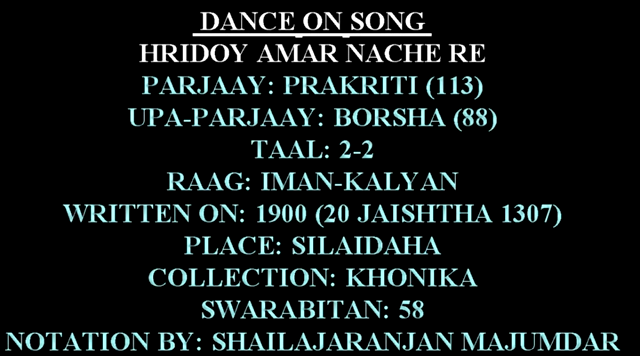 DANCE ON SONG
HRIDOY AMAR NACHE RE
PARJAAY: PRAKRITI (113)
UPA-PARJAAY: BORSHA (88)
TAAL: 2-2
RAAG: IMAN-KALYAN
WRITTEN ON: 1900 (20 JAISHTHA 1307)
PLACE: SILAIDAHA
COLLECTION: KHONIKA
SWARABITAN: 58
NOTATION BY: SHAILAJARANJAN MAJUMDAR